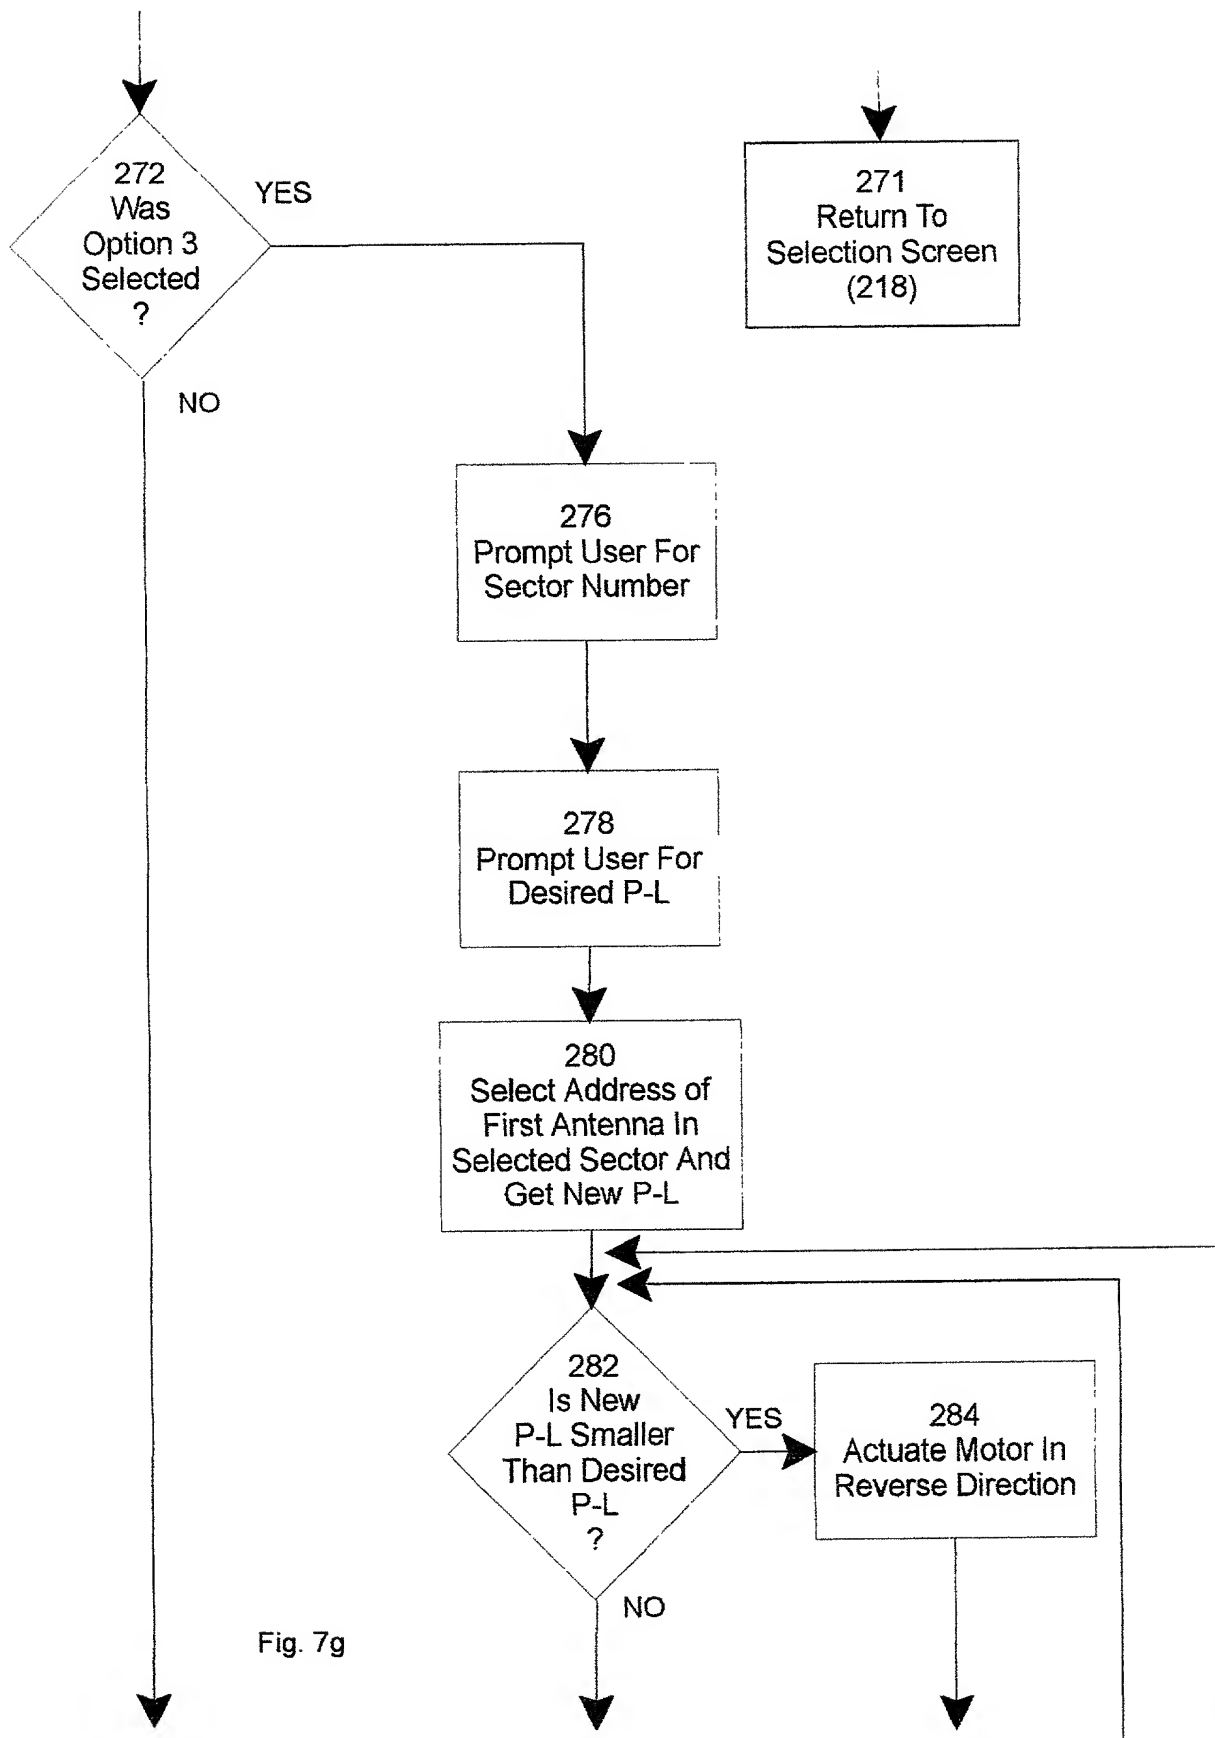 272
Was
Option 3
Selected
?
YES
NO
271
Return To
Selection Screen
(218)
276
Prompt User For
Sector Number
278
Prompt User For
Desired P-L
280
Select Address of
First Antenna In
Selected Sector And
Get New P-L
282
Is New
P-L Smaller
Than Desired
P-L
?
YES
NO
284
Actuate Motor In
Reverse Direction
Fig. 7g